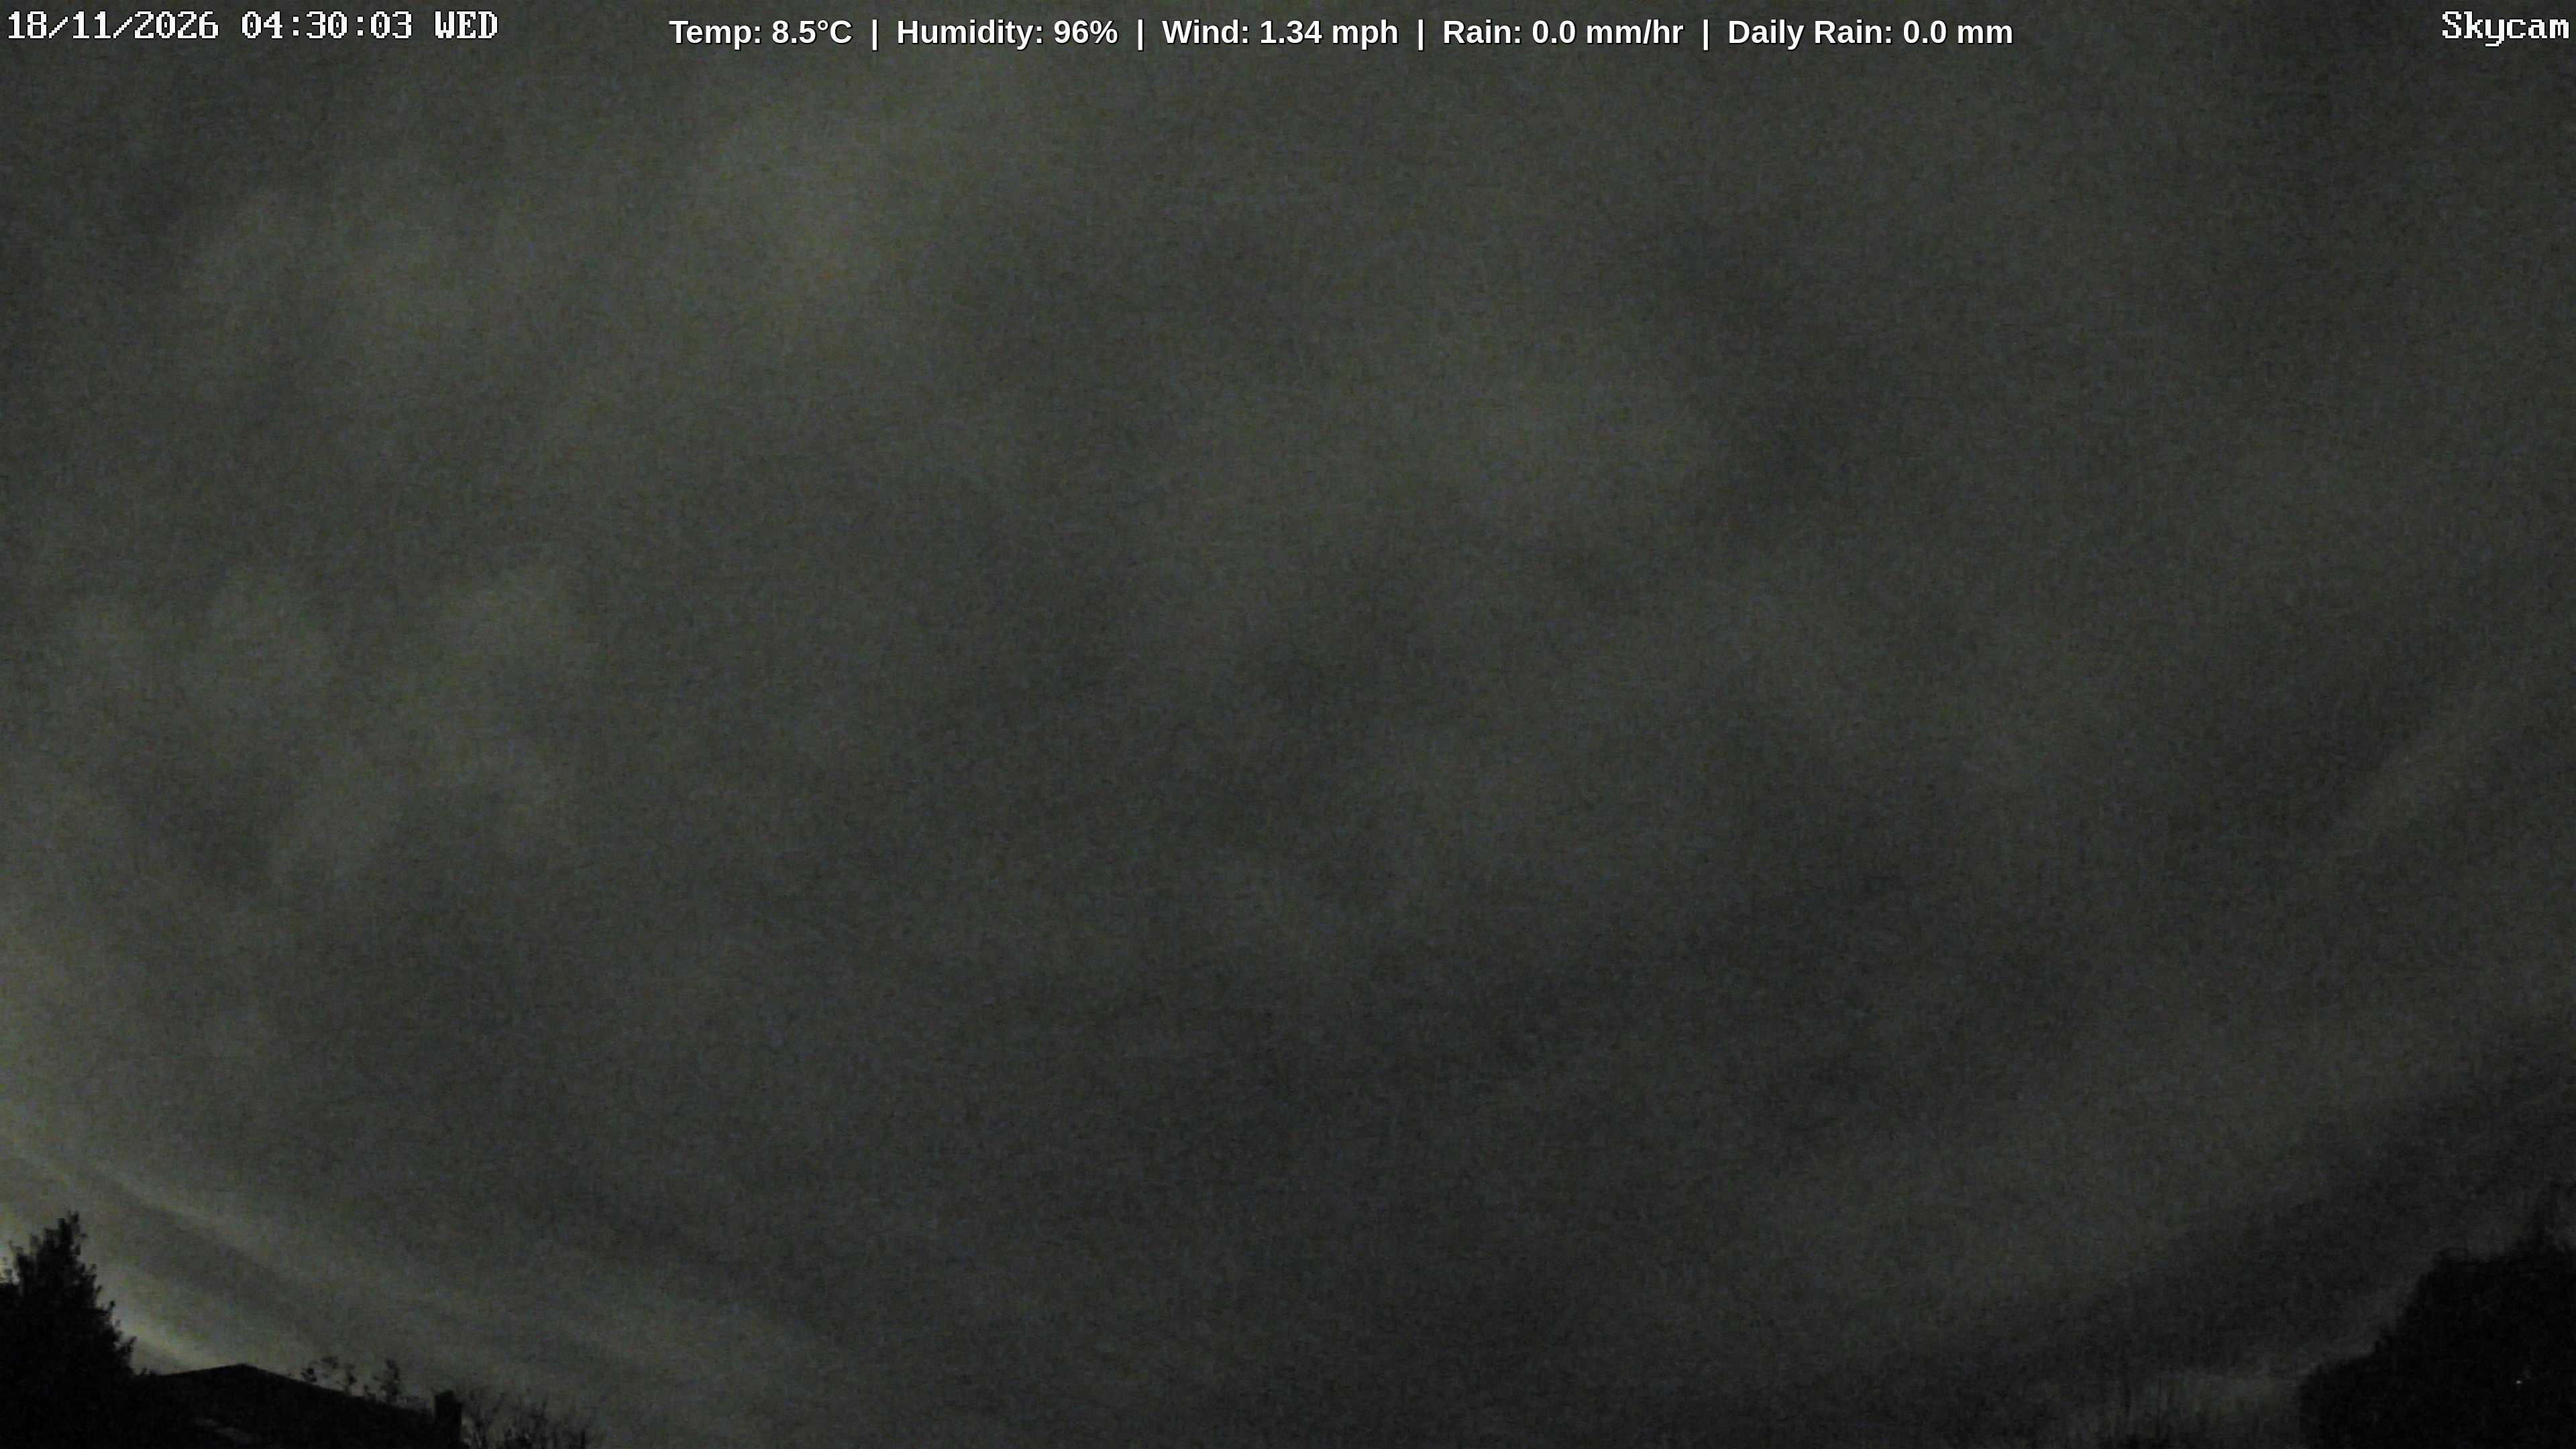 18/11/2026 04:30:03 WED
Temp: 8.5°C | Humidity: 96% | Wind: 1.34 mph | Rain: 0.0 mm/hr | Daily Rain: 0.0 mm
Skycam